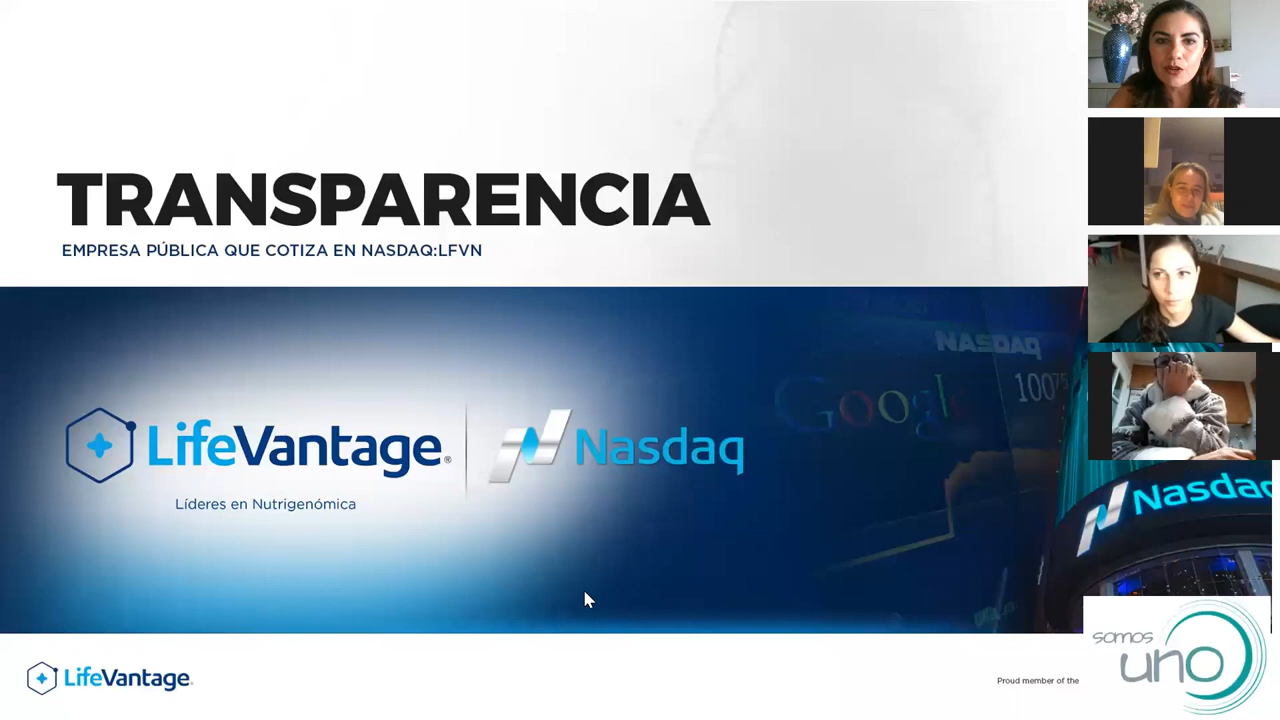 TRANSPARENCIA
EMPRESA PÚBLICA QUE COTIZA EN NASDAQ:LFVN
NASDAQ
Google
10075
LifeVantage®
Nasdaq
Líderes en Nutrigenómica
Nasdaq
LifeVantage
Proud member of the
somos
uno